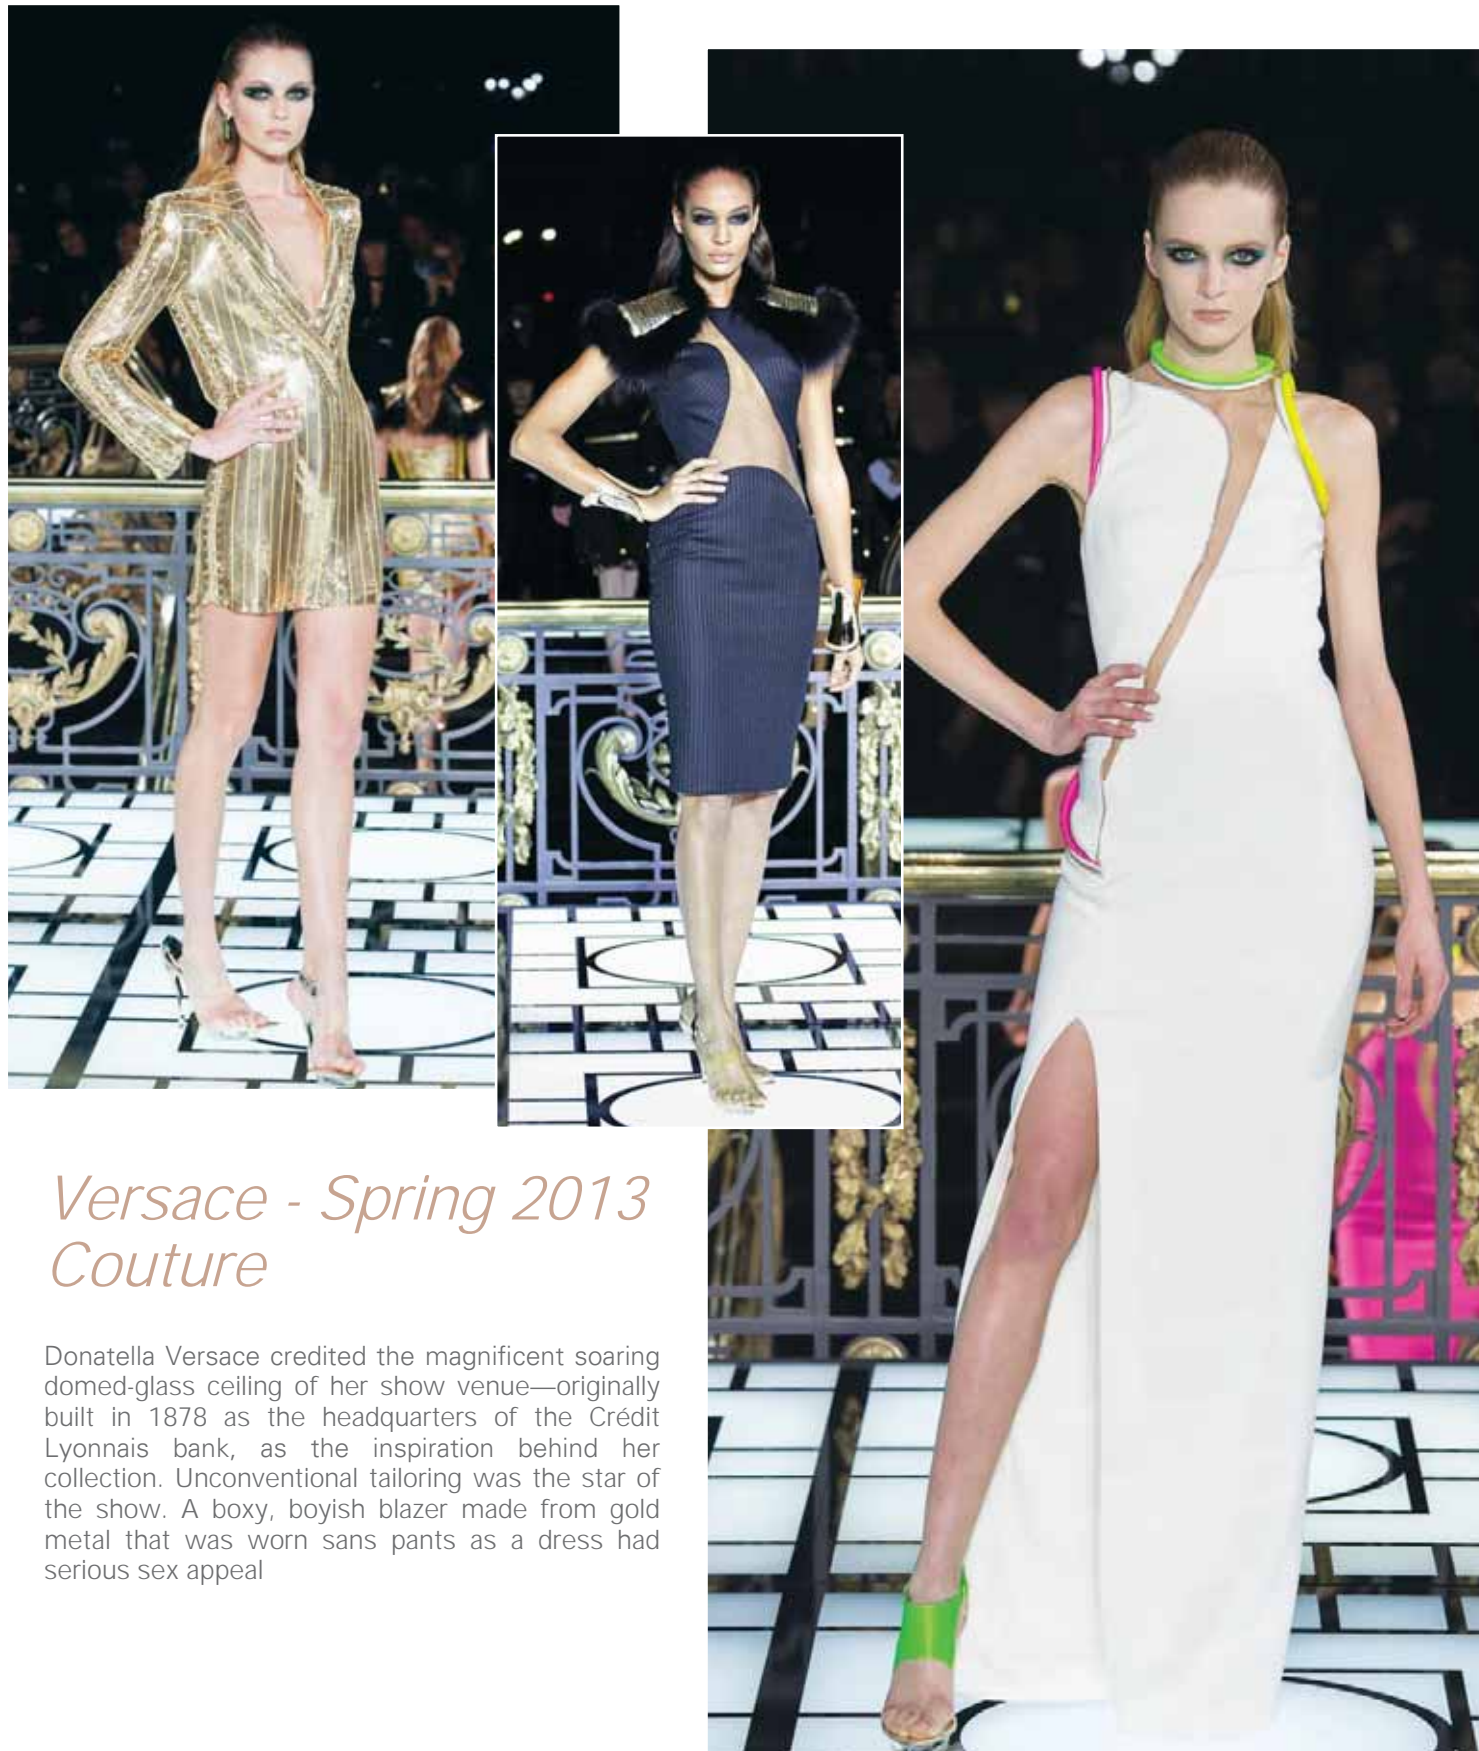 Versace - Spring 2013
Couture
Donatella Versace credited the magnificent soaring
domed-glass ceiling of her show venue—originally
built in 1878 as the headquarters of the Crédit
Lyonnais bank, as the inspiration behind her
collection. Unconventional tailoring was the star of
the show. A boxy, boyish blazer made from gold
metal that was worn sans pants as a dress had
serious sex appeal